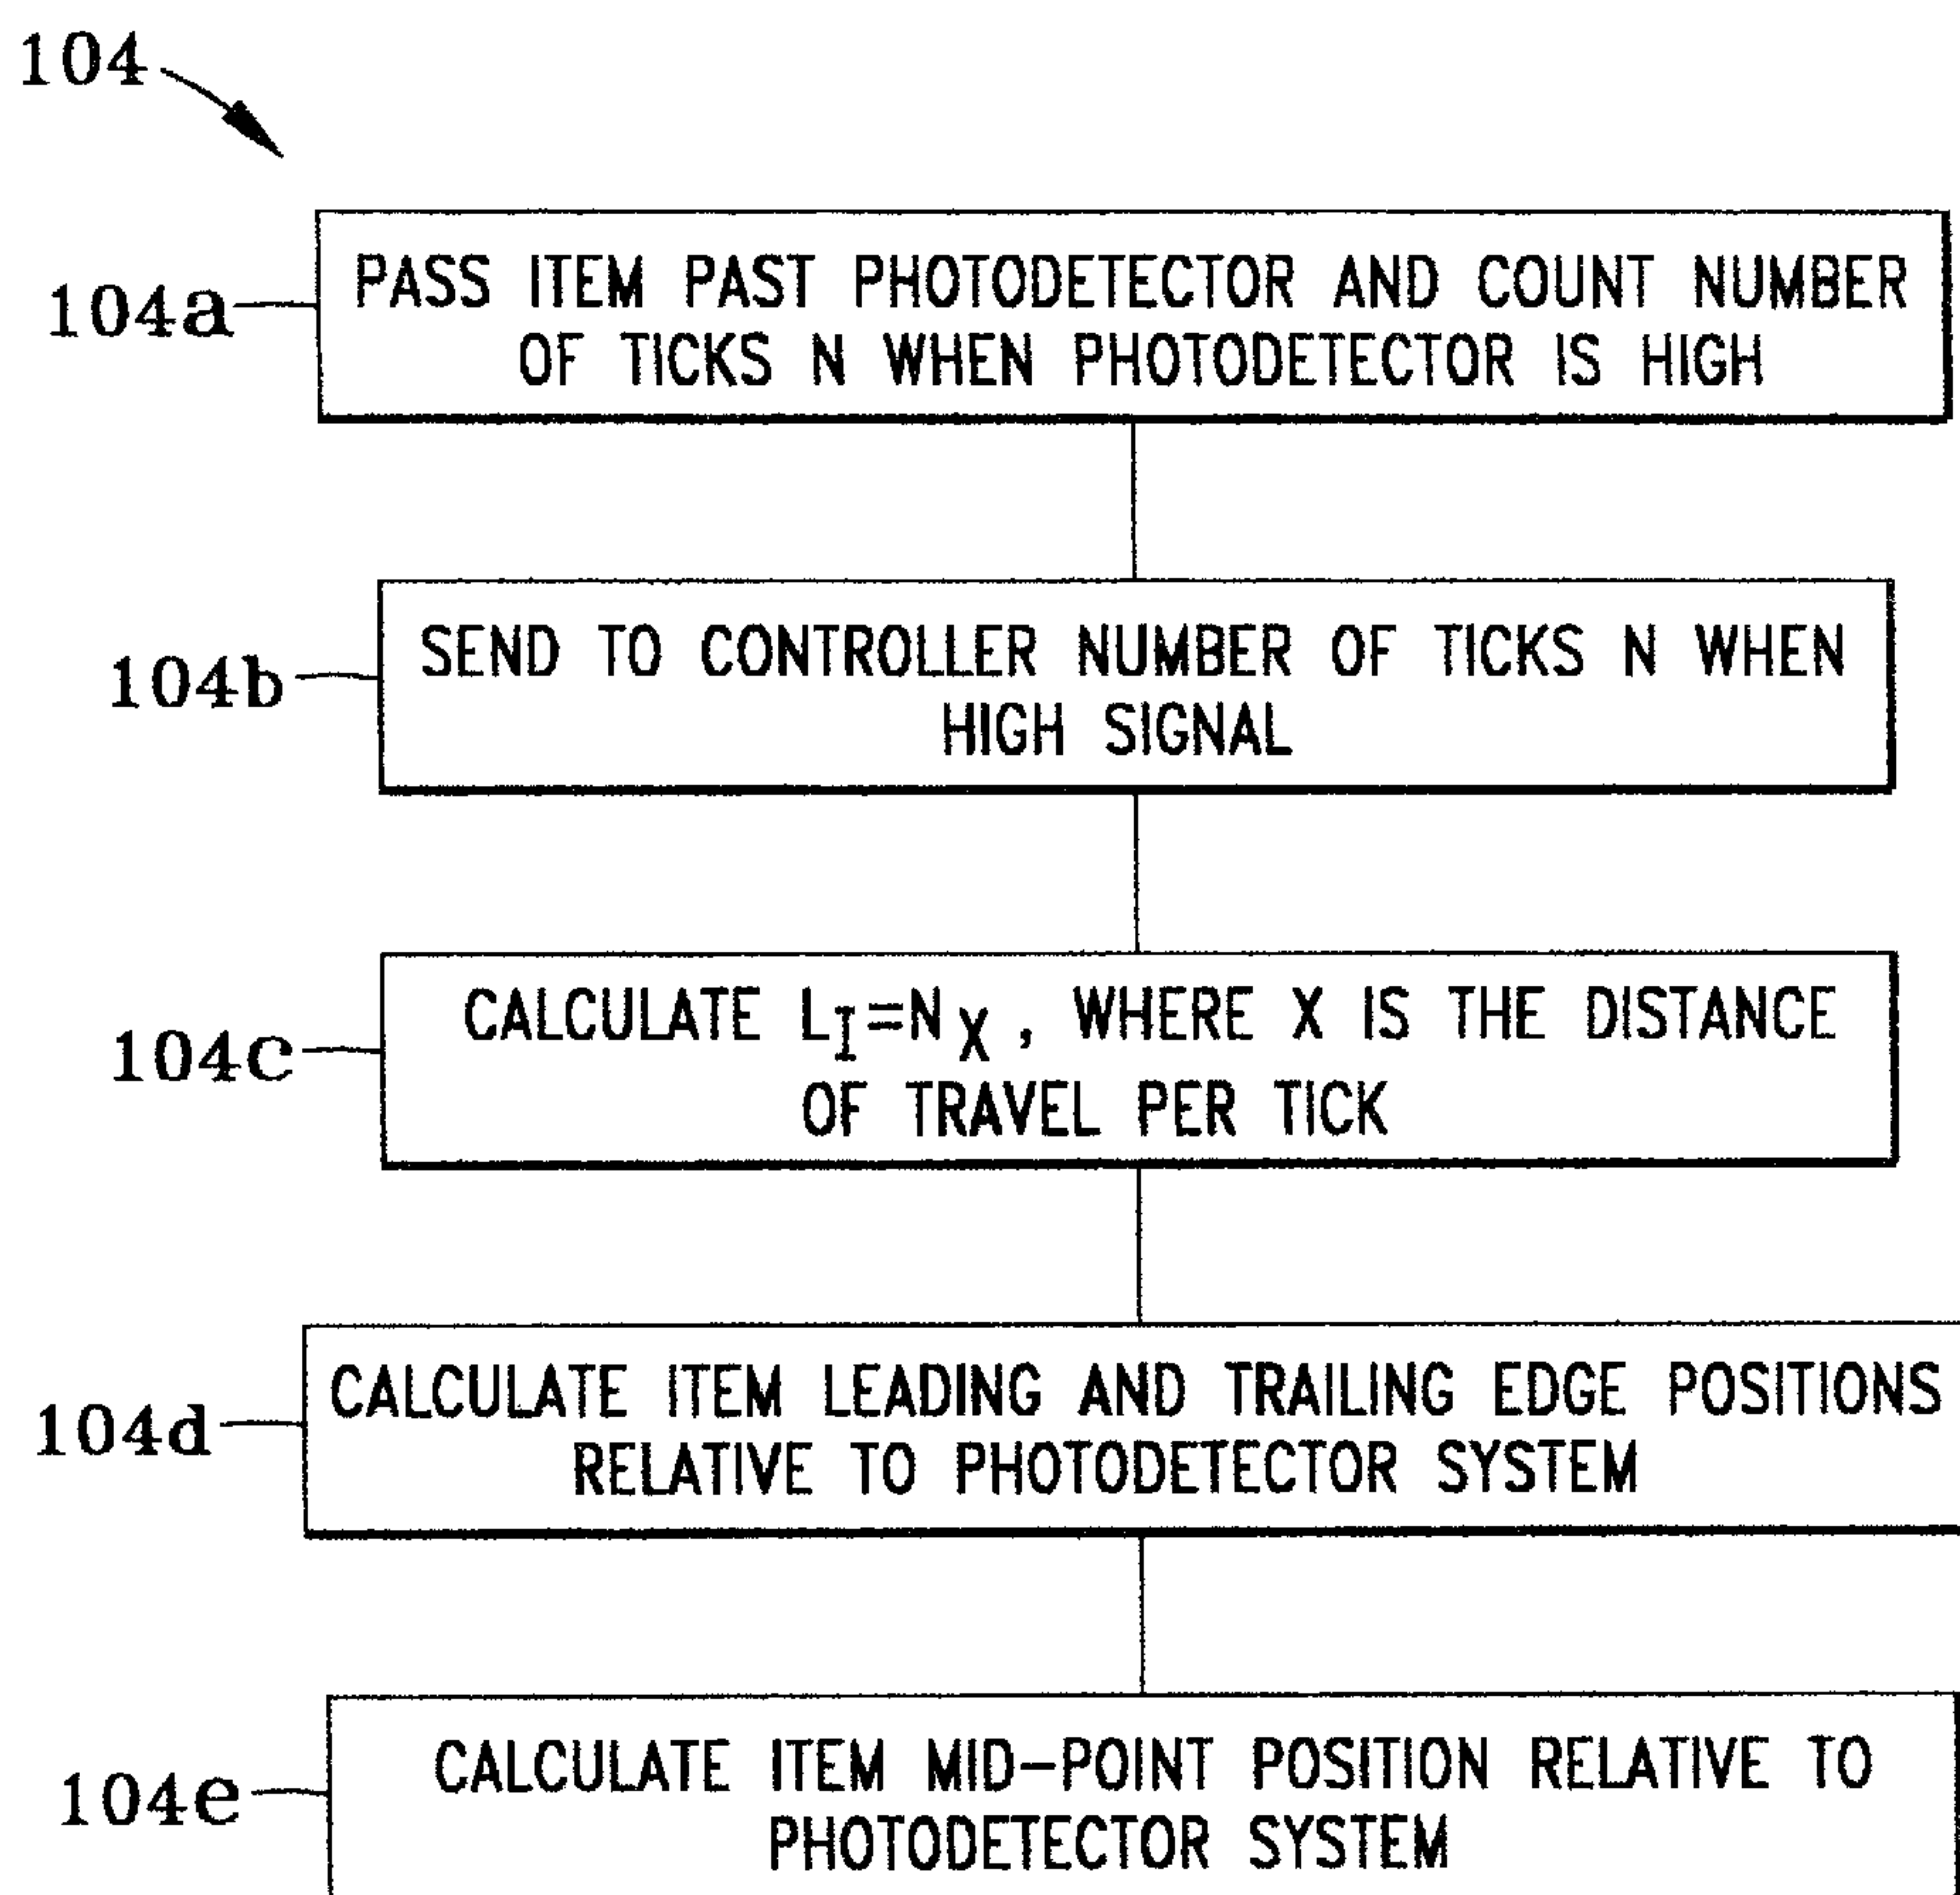 104
104a
PASS ITEM PAST PHOTODETECTOR AND COUNT NUMBER
OF TICKS N WHEN PHOTODETECTOR IS HIGH
104b
SEND TO CONTROLLER NUMBER OF TICKS N WHEN
HIGH SIGNAL
104c
CALCULATE L_I=N_X, WHERE X IS THE DISTANCE
OF TRAVEL PER TICK
104d
CALCULATE ITEM LEADING AND TRAILING EDGE POSITIONS
RELATIVE TO PHOTODETECTOR SYSTEM
104e
CALCULATE ITEM MID-POINT POSITION RELATIVE TO
PHOTODETECTOR SYSTEM